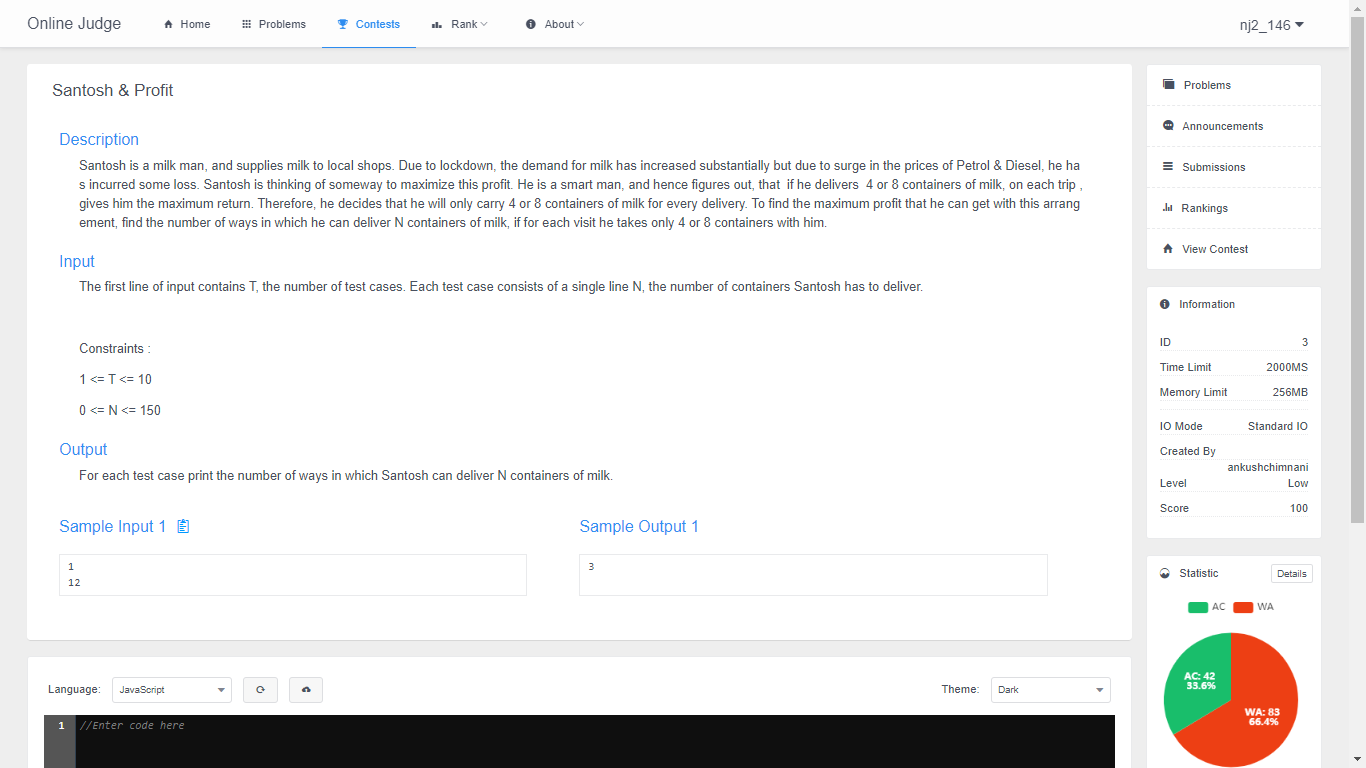 Online Judge
Home
Problems
Contests
Rank
About
nj2_146
Santosh & Profit
Description
Santosh is a milk man, and supplies milk to local shops. Due to lockdown, the demand for milk has increased substantially but due to surge in the prices of Petrol & Diesel, he ha
s incurred some loss. Santosh is thinking of someway to maximize this profit. He is a smart man, and hence figures out, that  if he delivers  4 or 8 containers of milk, on each trip ,
gives him the maximum return. Therefore, he decides that he will only carry 4 or 8 containers of milk for every delivery. To find the maximum profit that he can get with this arrang
ement, find the number of ways in which he can deliver N containers of milk, if for each visit he takes only 4 or 8 containers with him.
Input
The first line of input contains T, the number of test cases. Each test case consists of a single line N, the number of containers Santosh has to deliver.
Constraints :
1 <= T <= 10
0 <= N <= 150
Output
For each test case print the number of ways in which Santosh can deliver N containers of milk.
Sample Input 1
1
12
Sample Output 1
3
Language:
JavaScript
Theme:
Dark
1 //Enter code here
Problems
Announcements
Submissions
Rankings
View Contest
Information
ID 3
Time Limit 2000MS
Memory Limit 256MB
IO Mode Standard IO
Created By
ankushchimnani
Level Low
Score 100
Statistic
Details
AC WA
AC: 42
33.6%
WA: 83
66.4%